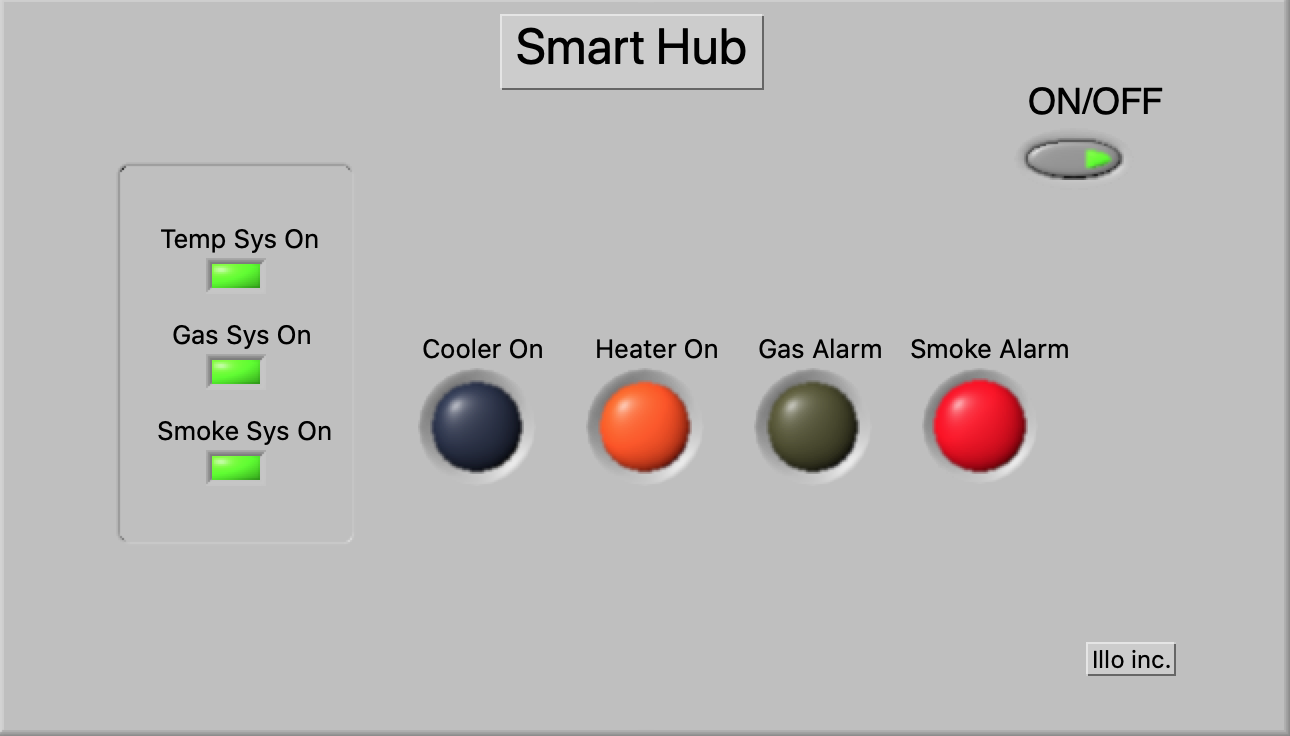 Smart Hub
ON/OFF
Temp Sys On
Gas Sys On
Smoke Sys On
Cooler On
Heater On
Gas Alarm
Smoke Alarm
Illo inc.